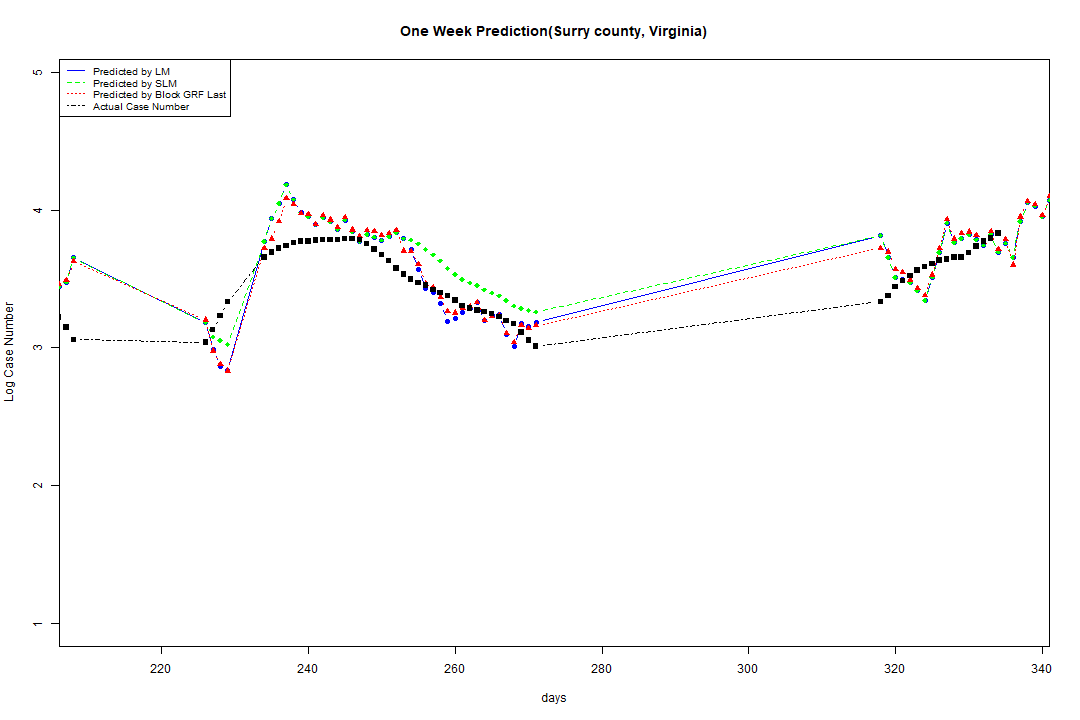 One Week Prediction(Surry county, Virginia)
Predicted by LM
Predicted by SLM
Predicted by Block GRF Last
Actual Case Number
5
4
3
2
1
Log Case Number
220 240 260 280 300 320 340
days